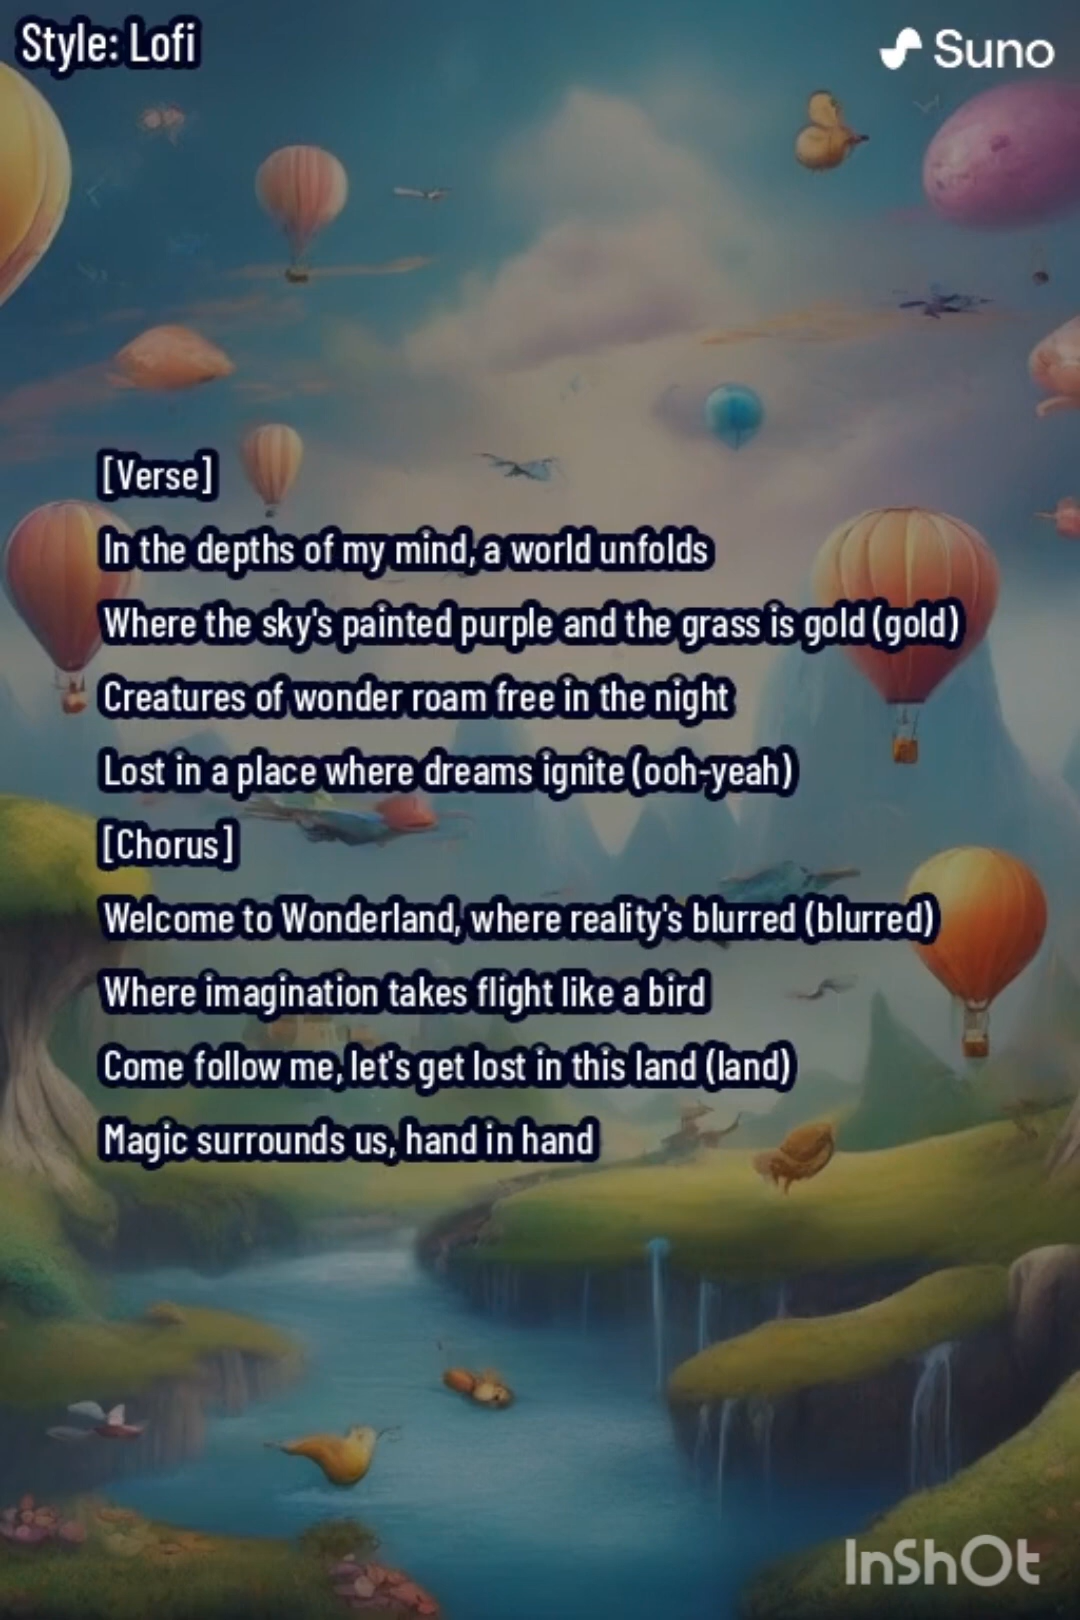 Style: Lofi
Suno
[Verse]
In the depths of my mind, a world unfolds
Where the sky's painted purple and the grass is gold (gold)
Creatures of wonder roam free in the night
Lost in a place where dreams ignite (ooh-yeah)
[Chorus]
Welcome to Wonderland, where reality's blurred (blurred)
Where imagination takes flight like a bird
Come follow me, let's get lost in this land (land)
Magic surrounds us, hand in hand
InShOt